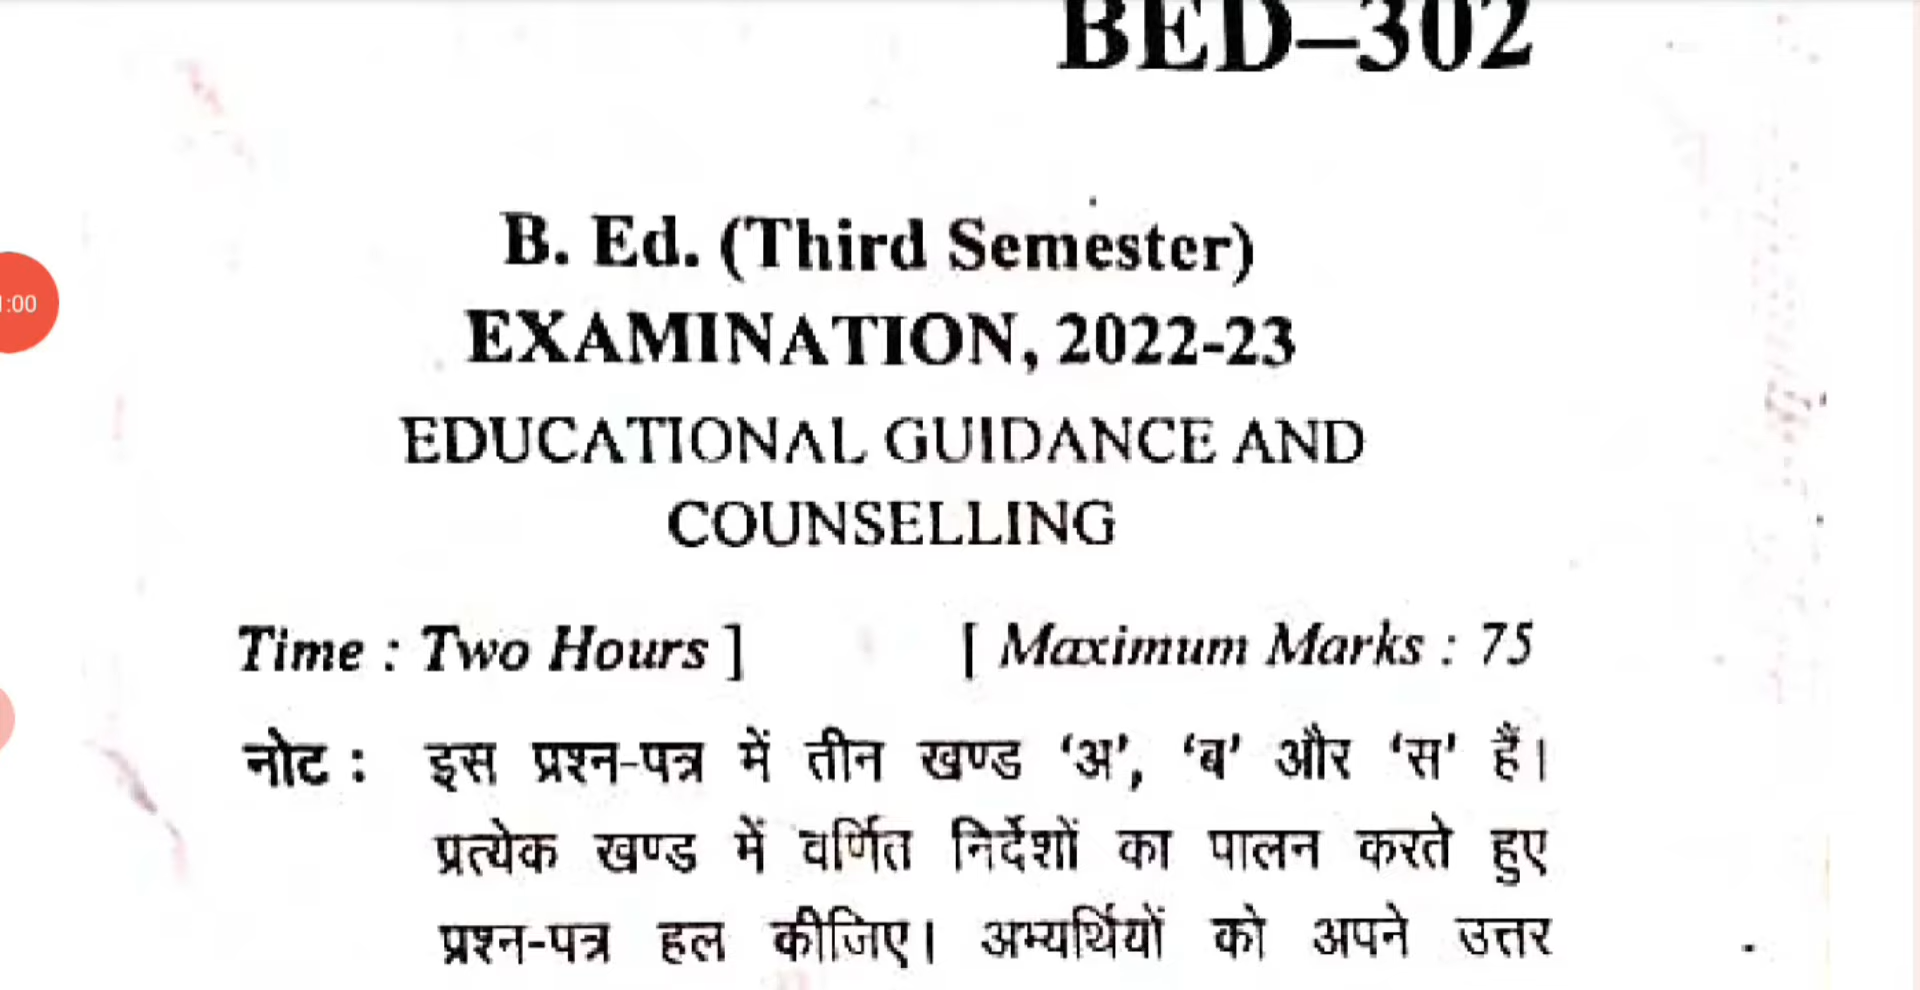 BED–302
B. Ed. (Third Semester)
EXAMINATION, 2022-23
EDUCATIONAL GUIDANCE AND
COUNSELLING
Time : Two Hours ] [ Maximum Marks : 75
नोट : इस प्रश्न-पत्र में तीन खण्ड ‘अ’, ‘ब’ और ‘स’ हैं।
प्रत्येक खण्ड में वर्णित निर्देशों का पालन करते हुए
प्रश्न-पत्र हल कीजिए। अभ्यर्थियों को अपने उत्तर
:00